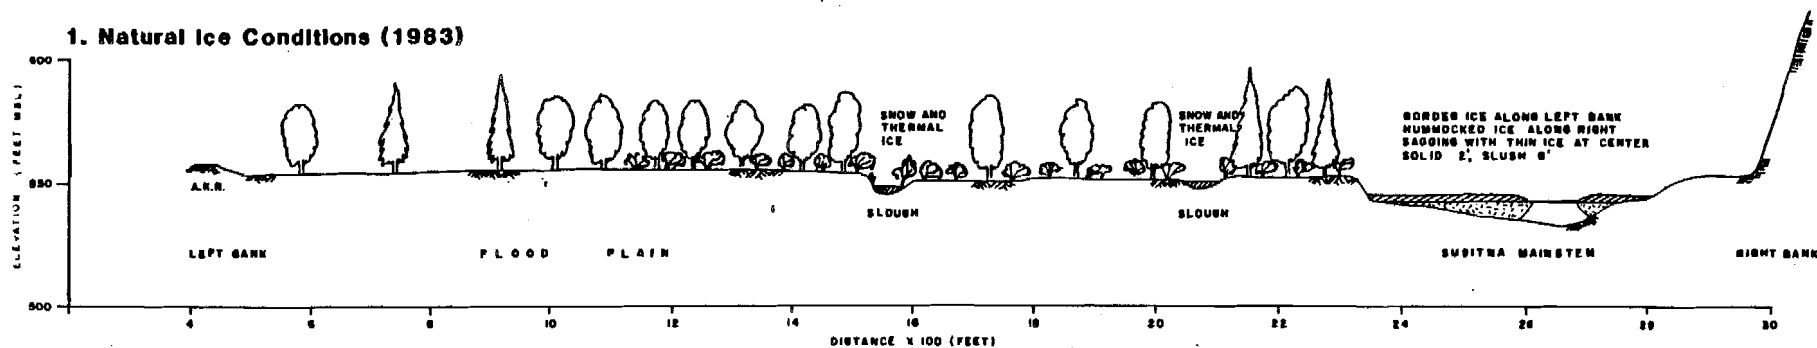 1. Natural Ice Conditions (1983)
ELEVATION (FEET MSL)
600
550
500
A.K.R.
SNOW AND
THERMAL
ICE
SNOW AND
THERMAL
ICE
BORDER ICE ALONG LEFT BANK
HUMMOCKED ICE ALONG RIGHT
SAGGING WITH THIN ICE AT CENTER
SOLID 2', SLUSH 6'
SLOUGH
SLOUGH
LEFT BANK
FLOOD PLAIN
SUSITNA MAINSTEM
RIGHT BANK
4 6 8 10 12 14 16 18 20 22 24 26 28 30
DISTANCE X 100 (FEET)